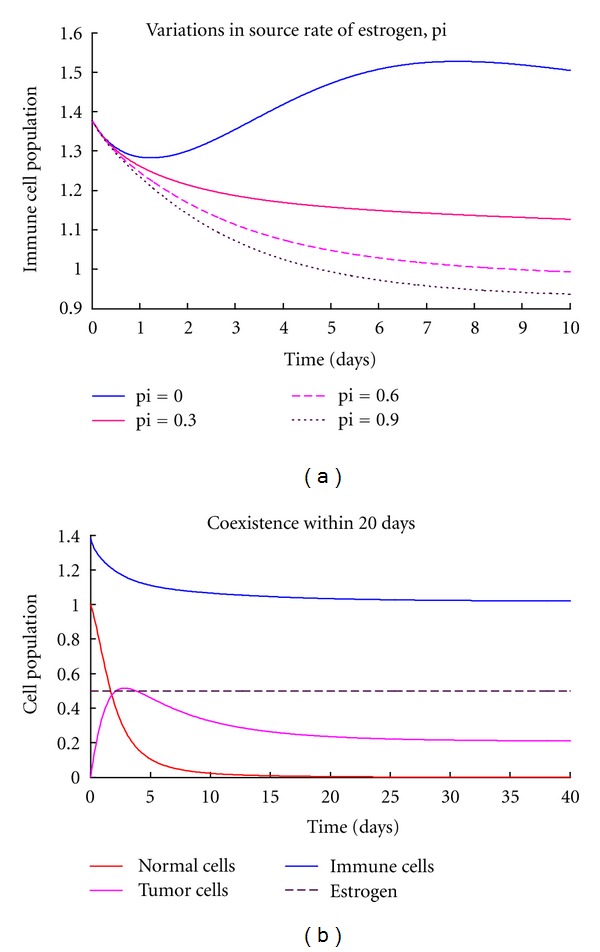 Variations in source rate of estrogen, pi
Immune cell population
1.6
1.5
1.4
1.3
1.2
1.1
1
0.9
0 1 2 3 4 5 6 7 8 9 10
Time (days)
pi = 0
pi = 0.3
pi = 0.6
pi = 0.9
(a)
Coexistence within 20 days
Cell population
1.4
1.2
1
0.8
0.6
0.4
0.2
0
0 5 10 15 20 25 30 35 40
Time (days)
Normal cells
Tumor cells
Immune cells
Estrogen
(b)